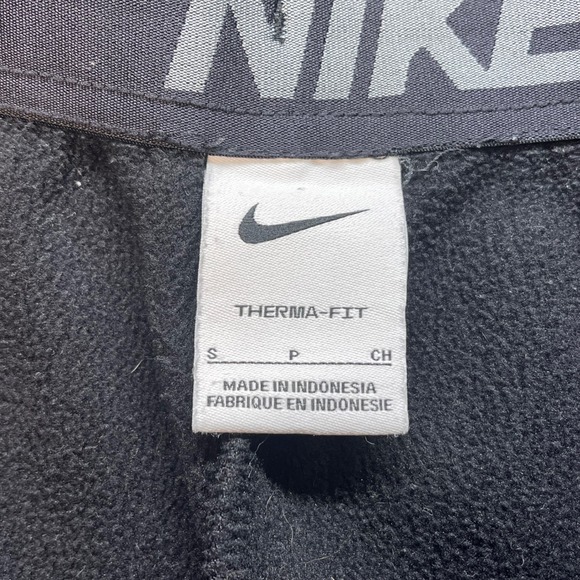 NIKE
THERMA-FIT
S P CH
MADE IN INDONESIA
FABRIQUE EN INDONESIE